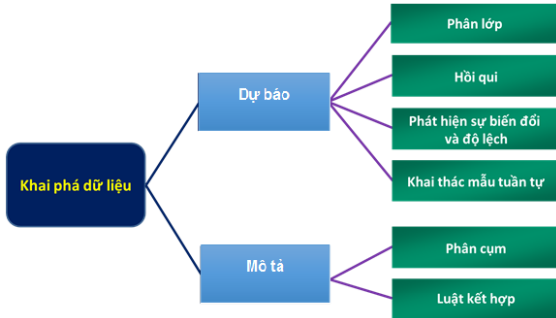 Khai phá dữ liệu
Dự báo
Phân lớp
Hồi qui
Phát hiện sự biến đổi
và độ lệch
Khai thác mẫu tuần tự
Mô tả
Phân cụm
Luật kết hợp